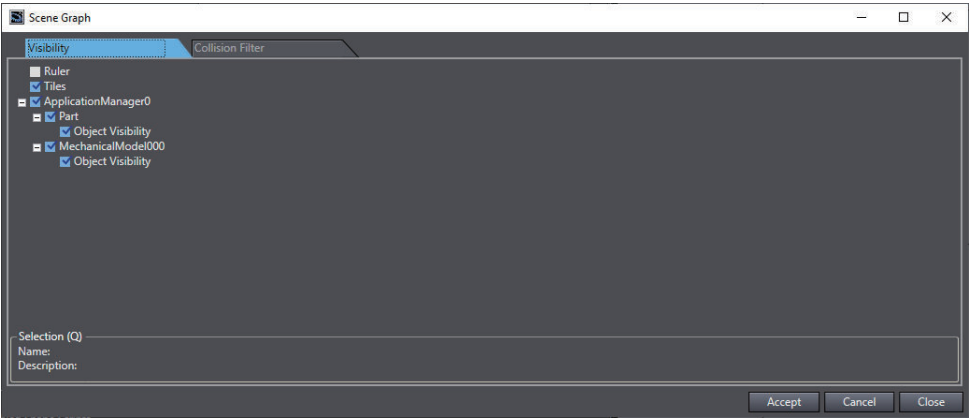 Scene Graph
Visibility
Collision Filter
Ruler
Tiles
ApplicationManager0
Part
Object Visibility
MechanicalModel000
Object Visibility
Selection (Q)
Name:
Description:
Accept
Cancel
Close